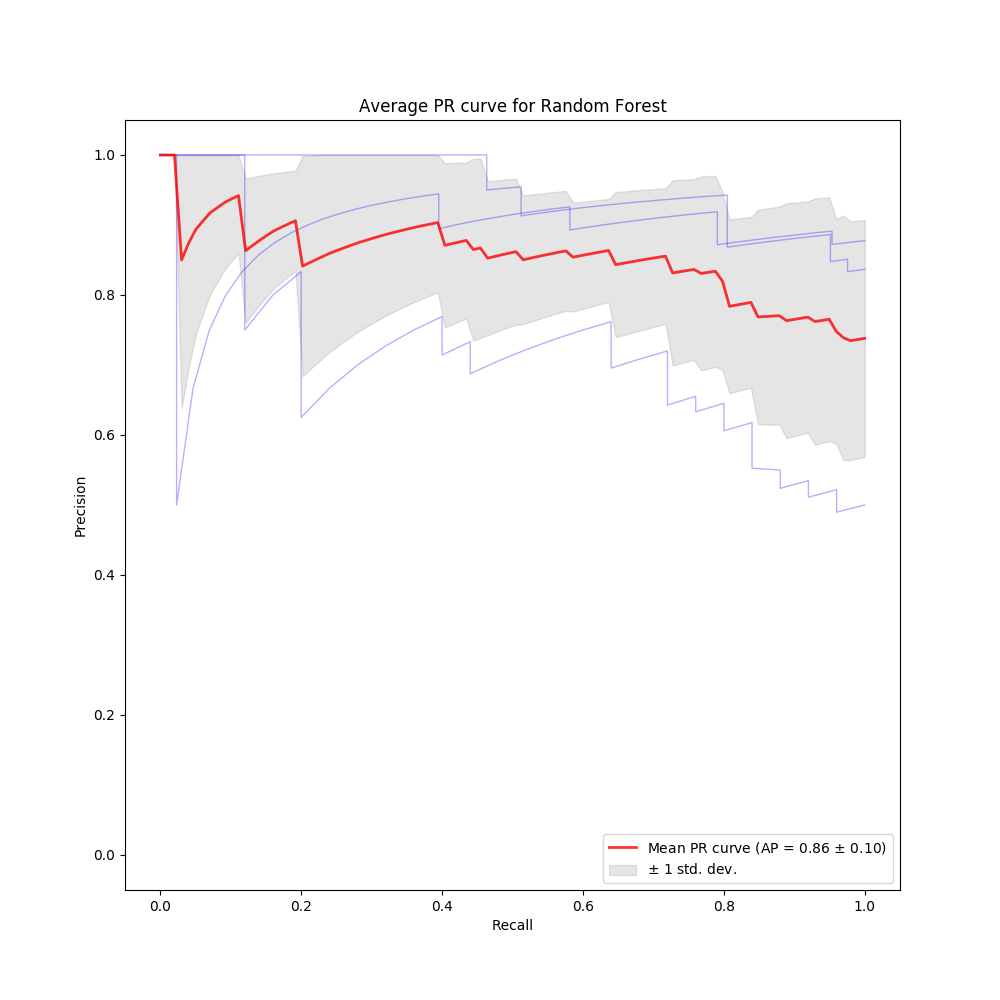 Average PR curve for Random Forest
1.0
0.8
0.6
0.4
0.2
0.0
Precision
Mean PR curve (AP = 0.86 ± 0.10)
± 1 std. dev.
0.0 0.2 0.4 0.6 0.8 1.0
Recall